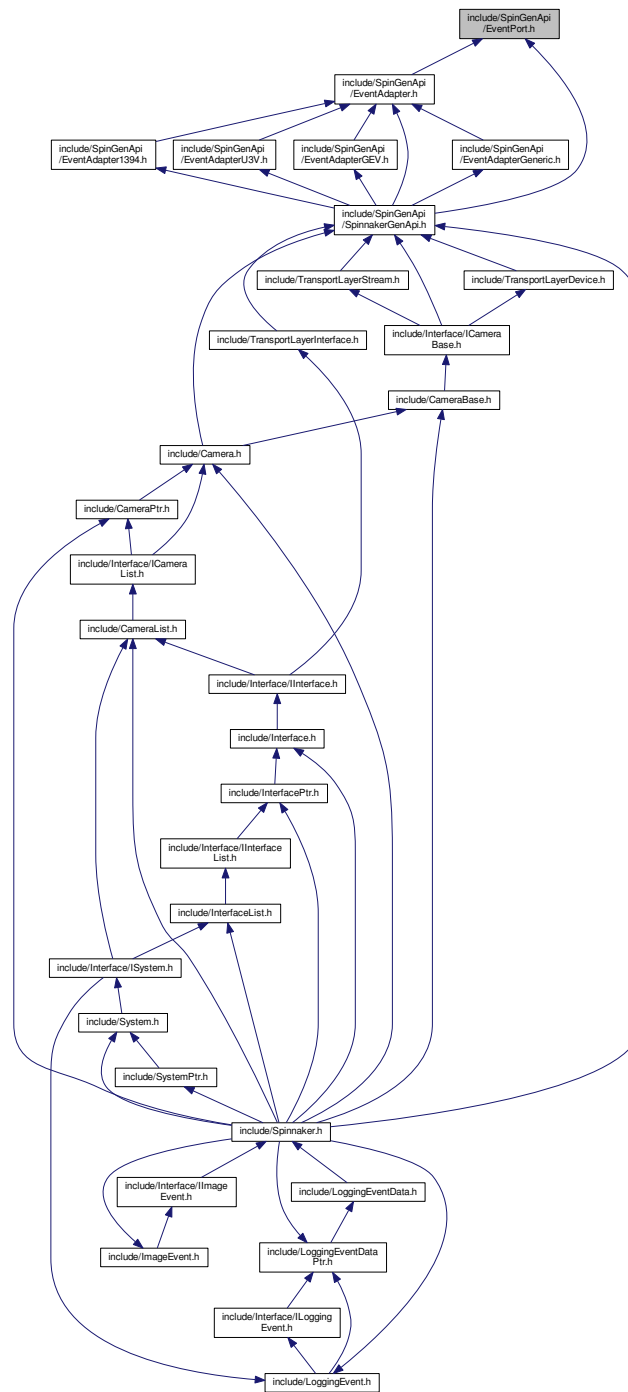 include/SpinGenApi
/EventPort.h
include/SpinGenApi
/EventAdapter.h
include/SpinGenApi
/EventAdapter1394.h
include/SpinGenApi
/EventAdapterU3V.h
include/SpinGenApi
/EventAdapterGEV.h
include/SpinGenApi
/EventAdapterGeneric.h
include/SpinGenApi
/SpinnakerGenApi.h
include/TransportLayerStream.h
include/TransportLayerDevice.h
include/TransportLayerInterface.h
include/Interface/ICamera
Base.h
include/CameraBase.h
include/Camera.h
include/CameraPtr.h
include/Interface/ICamera
List.h
include/CameraList.h
include/Interface/IInterface.h
include/Interface.h
include/InterfacePtr.h
include/Interface/IInterface
List.h
include/InterfaceList.h
include/Interface/ISystem.h
include/System.h
include/SystemPtr.h
include/Spinnaker.h
include/Interface/IImage
Event.h
include/LoggingEventData.h
include/ImageEvent.h
include/LoggingEventData
Ptr.h
include/Interface/ILogging
Event.h
include/LoggingEvent.h